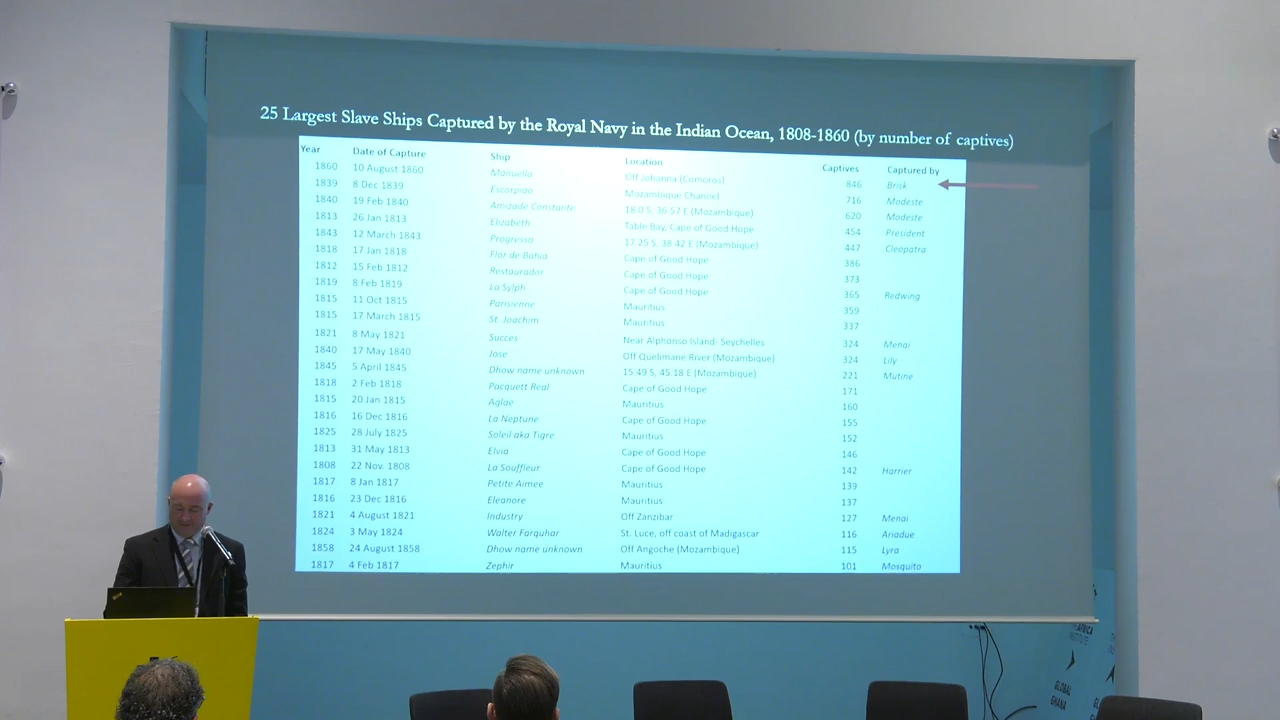 25 Largest Slave Ships Captured by the Royal Navy in the Indian Ocean, 1808-1860 (by number of captives)
Year Date of Capture Ship Location Captives Captured by
1860 10 August 1860 Manuella Off Johanna (Comoros) 846 Brisk
1839 8 Dec 1839 Escorpiao Mozambique Channel 716 Modeste
1840 19 Feb 1840 Amizade Constante 18.0 S, 36.57 E (Mozambique) 620 Modeste
1813 26 Jan 1813 Elizabeth Table Bay, Cape of Good Hope 454 President
1843 12 March 1843 Progresso 17.25 S, 38.42 E (Mozambique) 447 Cleopatra
1818 17 Jan 1818 Flor de Bahia Cape of Good Hope 386
1812 15 Feb 1812 Restaurador Cape of Good Hope 373
1819 8 Feb 1819 La Sylph Cape of Good Hope 365 Redwing
1815 11 Oct 1815 Parisienne Mauritius 359
1815 17 March 1815 St. Joachim Mauritius 337
1821 8 May 1821 Succes Near Alphonso Island- Seychelles 324 Menai
1840 17 May 1840 Jose Off Quelimane River (Mozambique) 324 Lily
1845 5 April 1845 Dhow name unknown 15.49 S, 45.18 E (Mozambique) 221 Mutine
1818 2 Feb 1818 Pacquett Real Cape of Good Hope 171
1815 20 Jan 1815 Aglae Mauritius 160
1816 16 Dec 1816 La Neptune Cape of Good Hope 155
1825 28 July 1825 Soleil aka Tigre Mauritius 152
1813 31 May 1813 Elvia Cape of Good Hope 146
1808 22 Nov. 1808 La Souffleur Cape of Good Hope 142 Harrier
1817 8 Jan 1817 Petite Aimee Mauritius 139
1816 23 Dec 1816 Eleanore Mauritius 137
1821 4 August 1821 Industry Off Zanzibar 127 Menai
1824 3 May 1824 Walter Farquhar St. Luce, off coast of Madigascar 116 Ariadue
1858 24 August 1858 Dhow name unknown Off Angoche (Mozambique) 115 Lyra
1817 4 Feb 1817 Zephir Mauritius 101 Mosquito
AFRICA
INSTITUTE
GLOBAL
GHANA